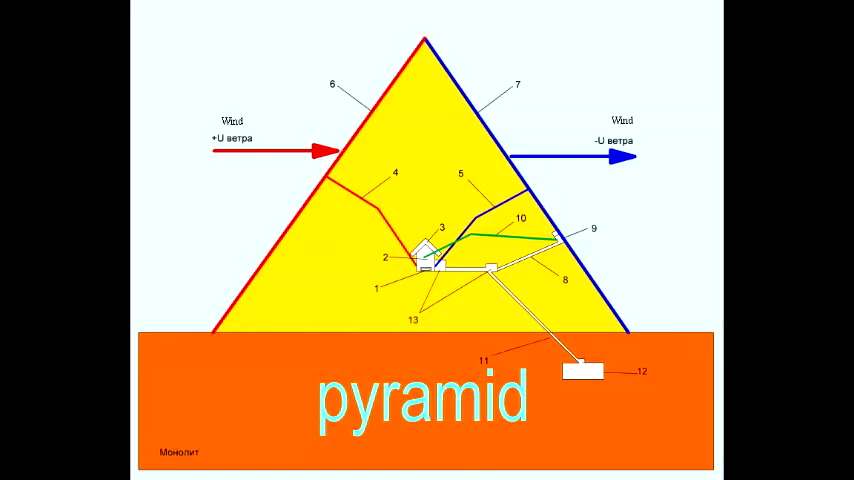 6
7
Wind
+U ветра
Wind
-U ветра
4
5
10
3
9
2
8
1
13
11
12
pyramid
Монолит